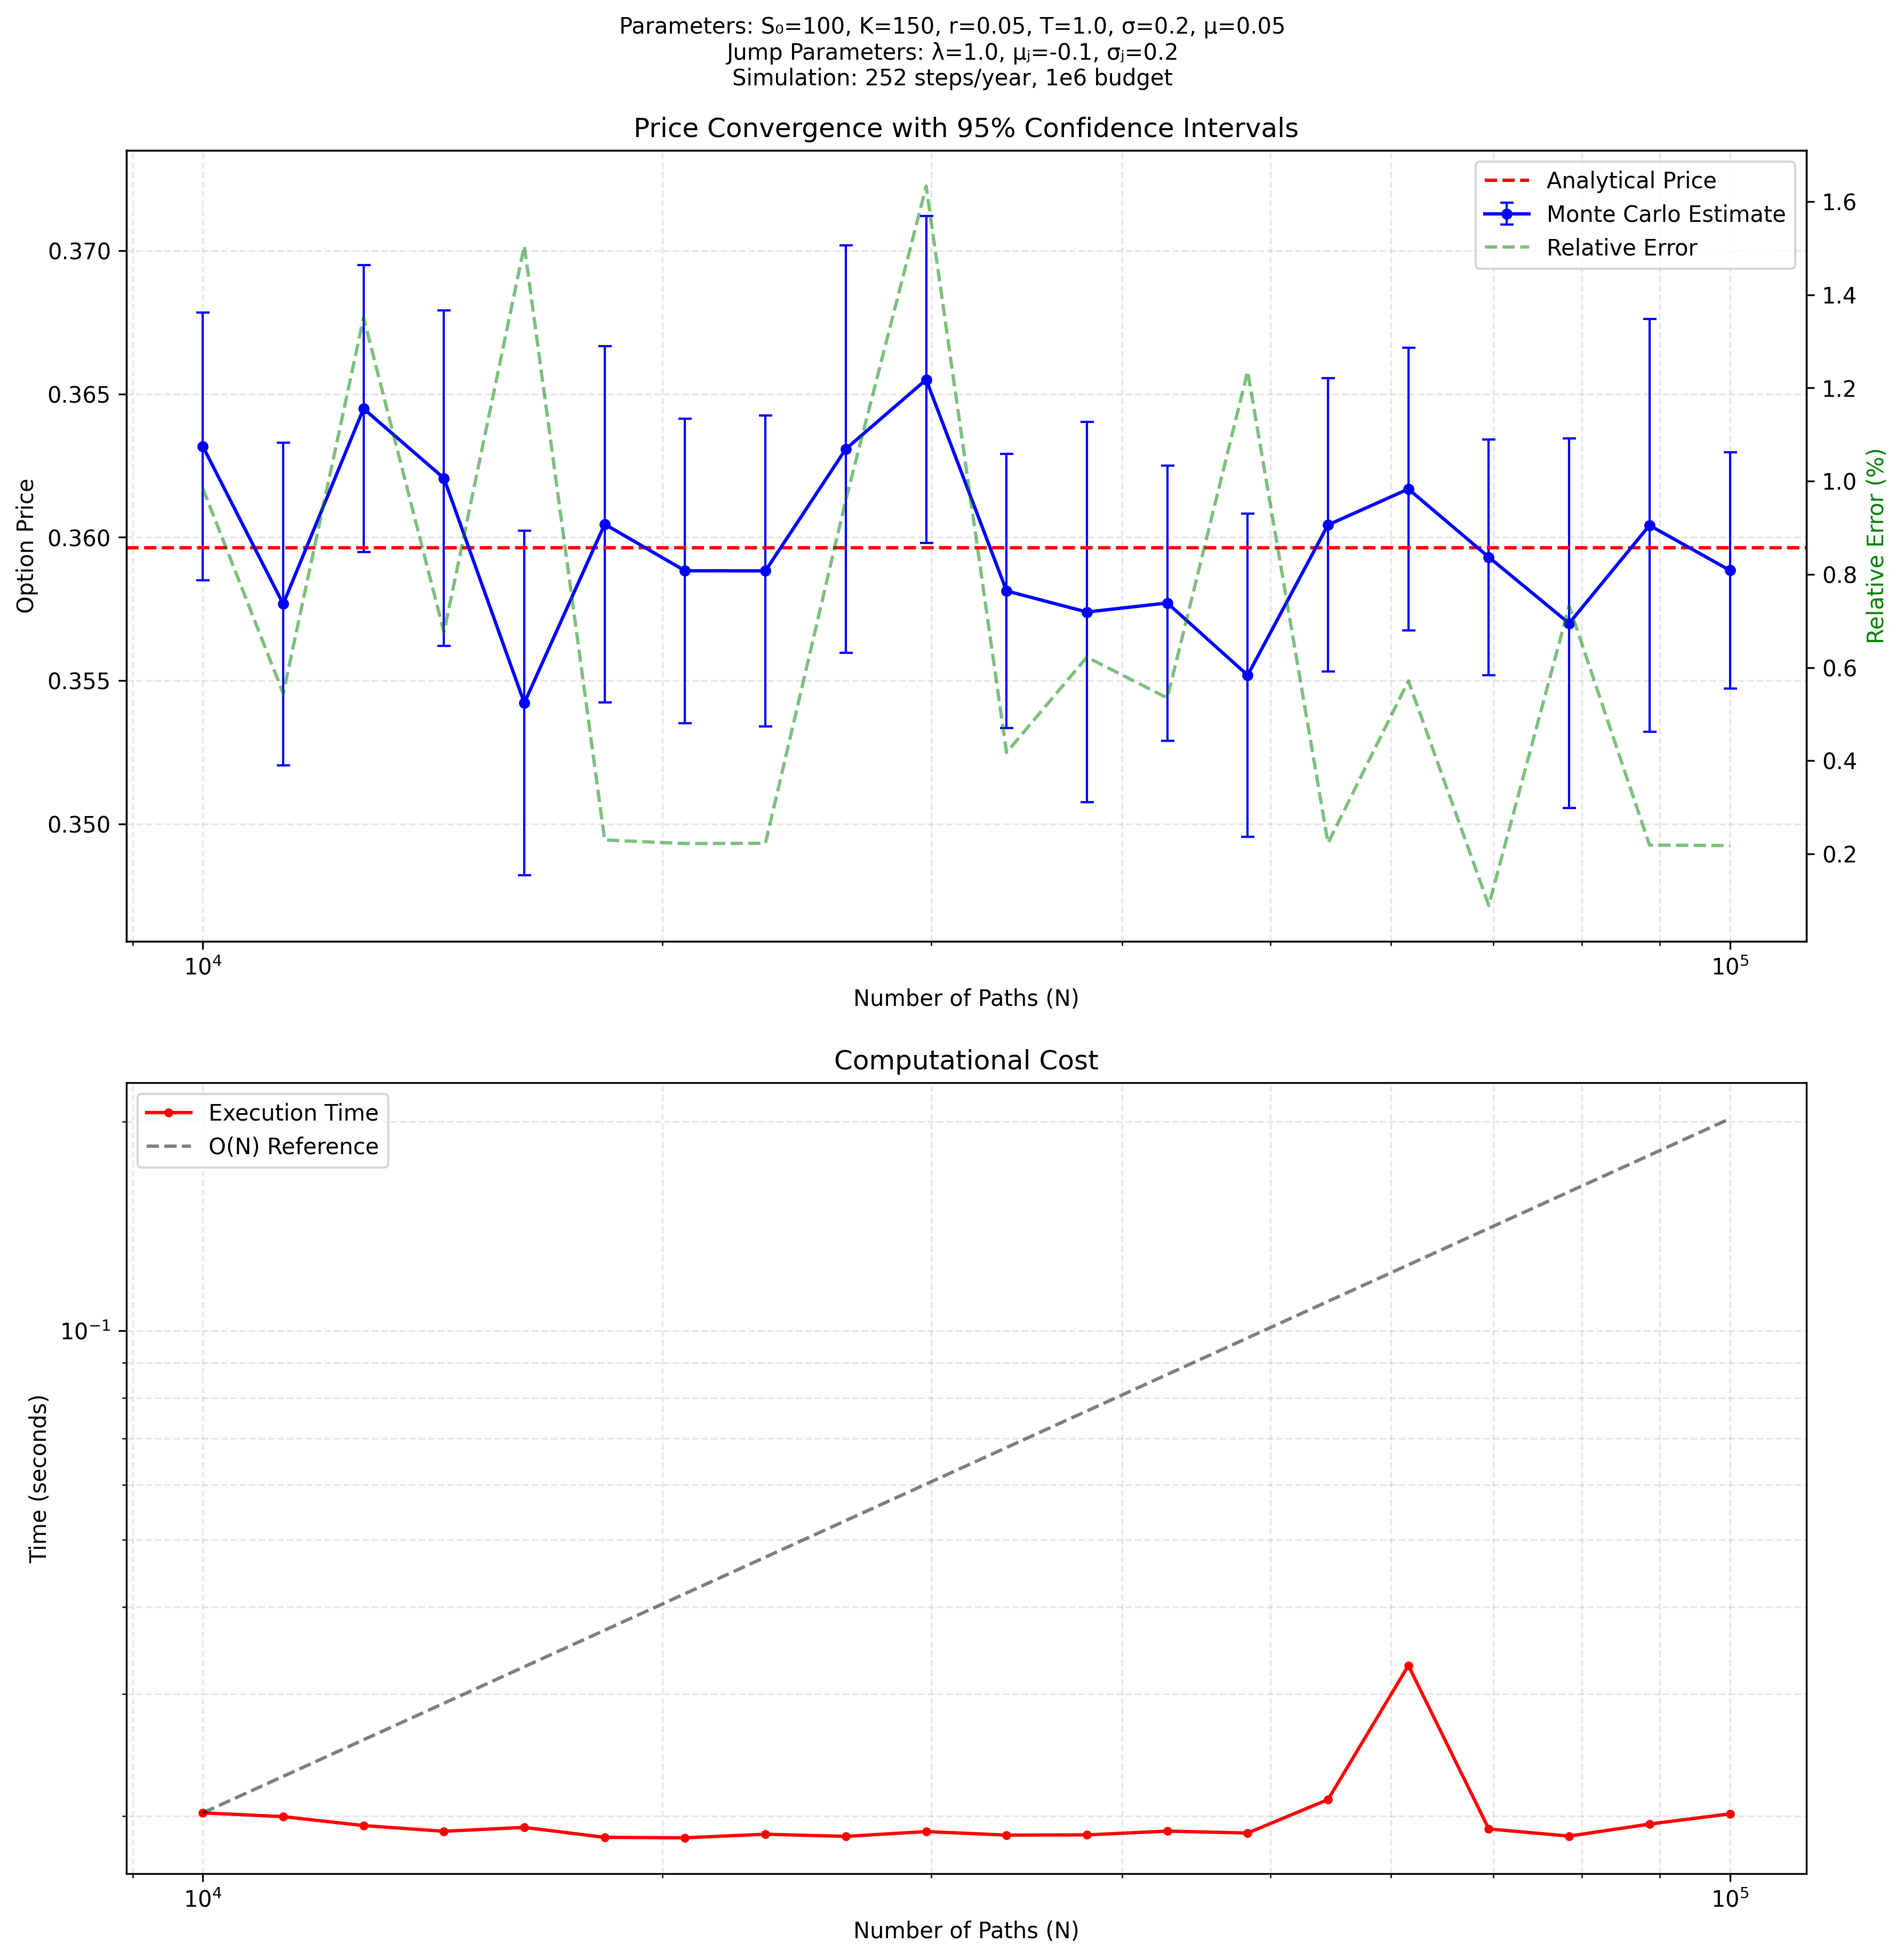 Parameters: S₀=100, K=150, r=0.05, T=1.0, σ=0.2, μ=0.05
Jump Parameters: λ=1.0, μⱼ=-0.1, σⱼ=0.2
Simulation: 252 steps/year, 1e6 budget
Price Convergence with 95% Confidence Intervals
Analytical Price
Monte Carlo Estimate
Relative Error
Option Price
0.370
0.365
0.360
0.355
0.350
Relative Error (%)
1.6
1.4
1.2
1.0
0.8
0.6
0.4
0.2
10⁴
10⁵
Number of Paths (N)
Computational Cost
Execution Time
O(N) Reference
Time (seconds)
10⁻¹
10⁴
10⁵
Number of Paths (N)